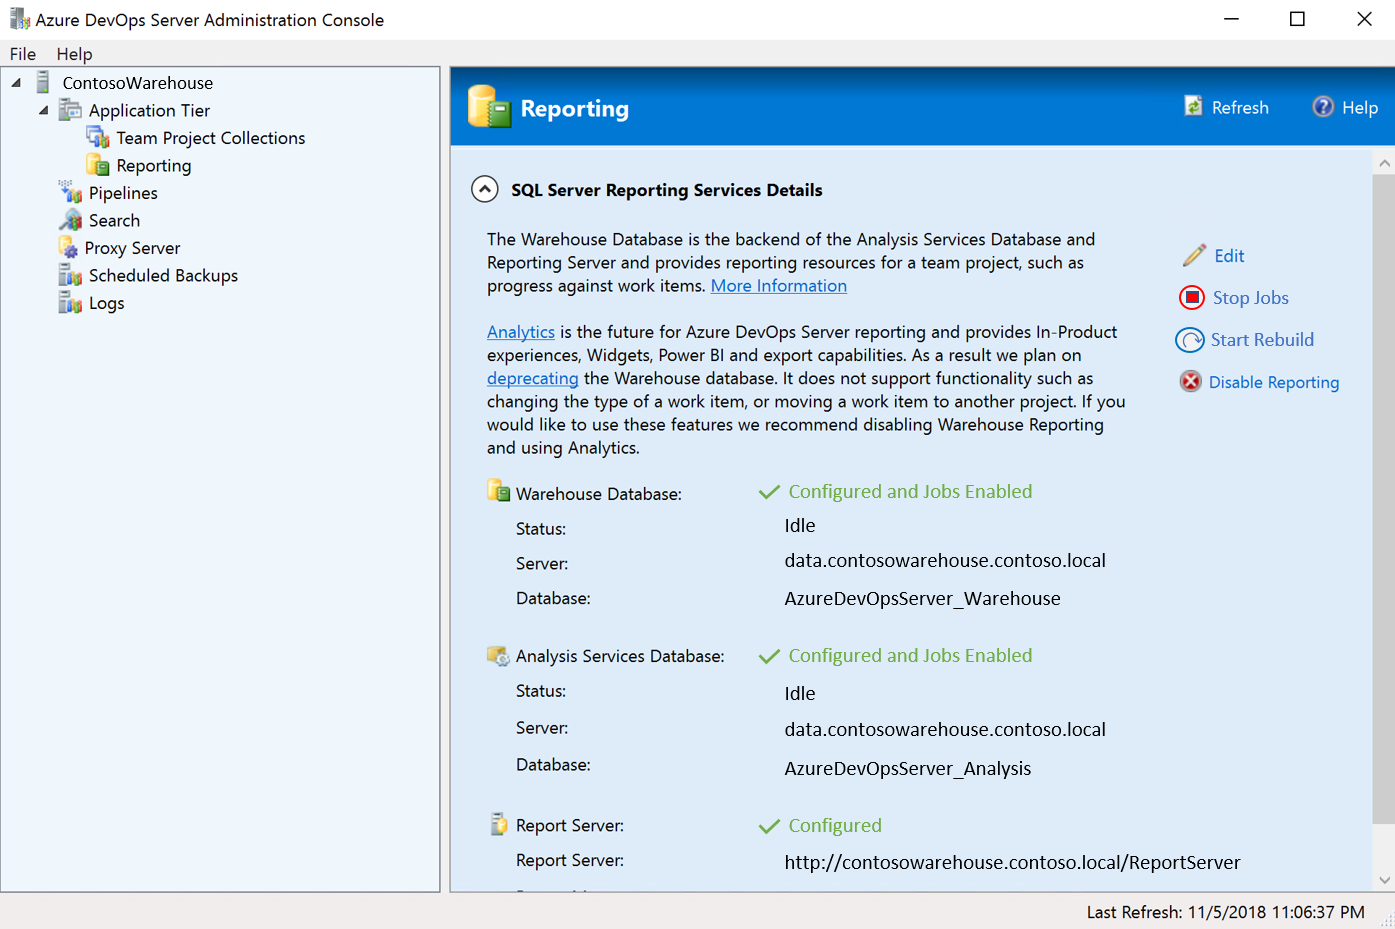 Azure DevOps Server Administration Console
File Help
ContosoWarehouse
Application Tier
Team Project Collections
Reporting
Pipelines
Search
Proxy Server
Scheduled Backups
Logs
Reporting
Refresh
Help
SQL Server Reporting Services Details
The Warehouse Database is the backend of the Analysis Services Database and
Reporting Server and provides reporting resources for a team project, such as
progress against work items. More Information
Analytics is the future for Azure DevOps Server reporting and provides In-Product
experiences, Widgets, Power BI and export capabilities. As a result we plan on
deprecating the Warehouse database. It does not support functionality such as
changing the type of a work item, or moving a work item to another project. If you
would like to use these features we recommend disabling Warehouse Reporting
and using Analytics.
Edit
Stop Jobs
Start Rebuild
Disable Reporting
Warehouse Database: Configured and Jobs Enabled
Status: Idle
Server: data.contosowarehouse.contoso.local
Database: AzureDevOpsServer_Warehouse
Analysis Services Database: Configured and Jobs Enabled
Status: Idle
Server: data.contosowarehouse.contoso.local
Database: AzureDevOpsServer_Analysis
Report Server: Configured
Report Server: http://contosowarehouse.contoso.local/ReportServer
Last Refresh: 11/5/2018 11:06:37 PM